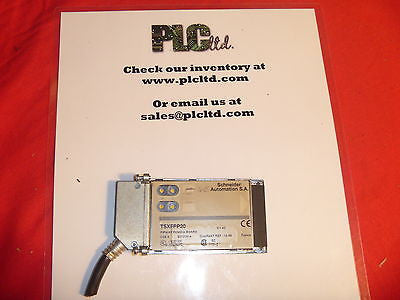 PLC ltd.
Check our inventory at
www.plcltd.com
Or email us at
sales@plcltd.com
Schneider
Automation S.A.
TSXFPP20